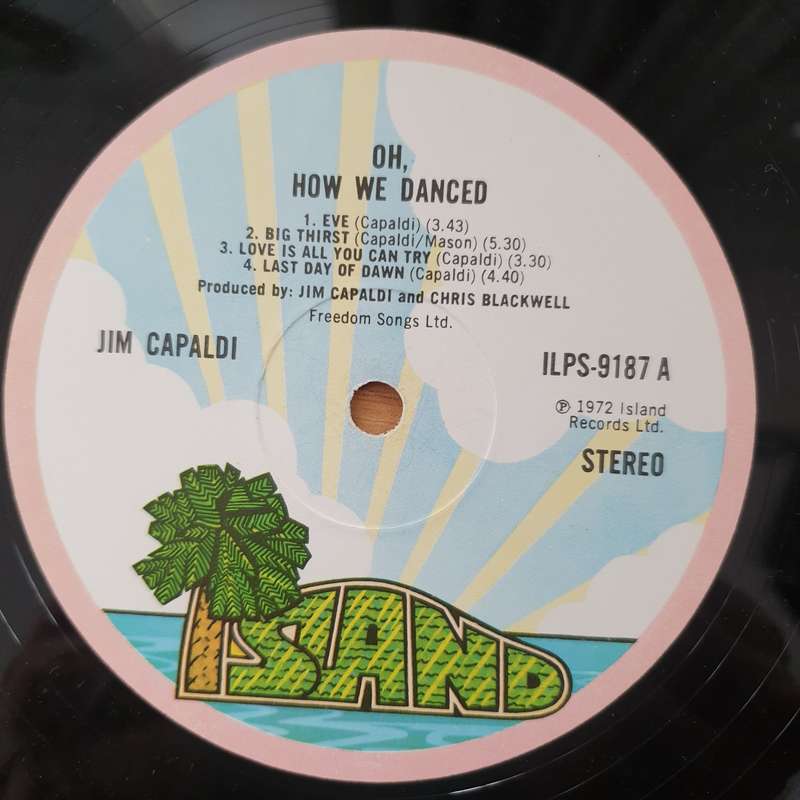 OH,
HOW WE DANCED
1. EVE (Capaldi) (3.43)
2. BIG THIRST (Capaldi/Mason) (5.30)
3. LOVE IS ALL YOU CAN TRY (Capaldi) (3.30)
4. LAST DAY OF DAWN (Capaldi) (4.40)
Produced by: JIM CAPALDI and CHRIS BLACKWELL
Freedom Songs Ltd.
JIM CAPALDI
ILPS-9187 A
℗ 1972 Island
Records Ltd.
STEREO
ISLAND